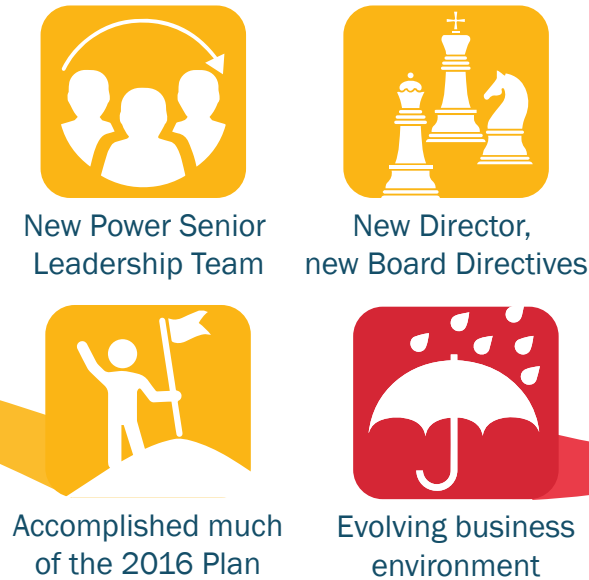 New Power Senior
Leadership Team
New Director,
new Board Directives
Accomplished much
of the 2016 Plan
Evolving business
environment